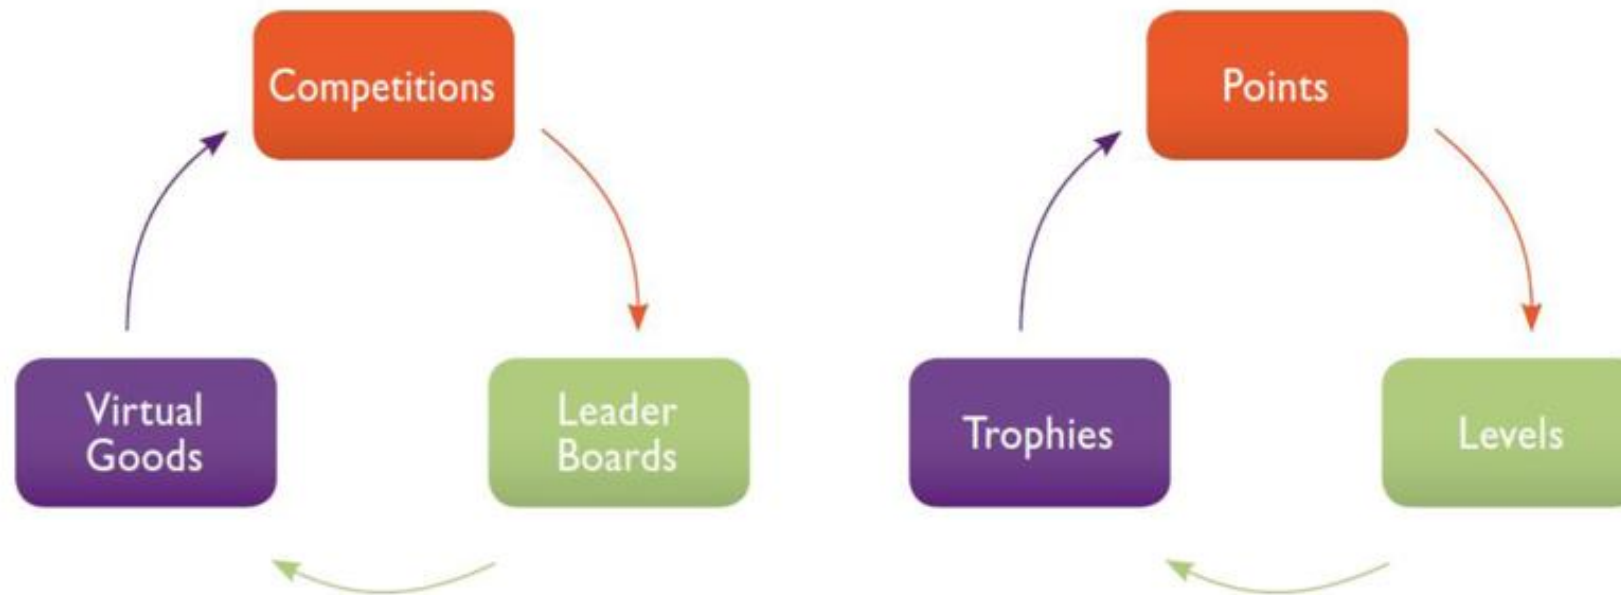 Competitions
Virtual
Goods
Leader
Boards
Points
Trophies
Levels